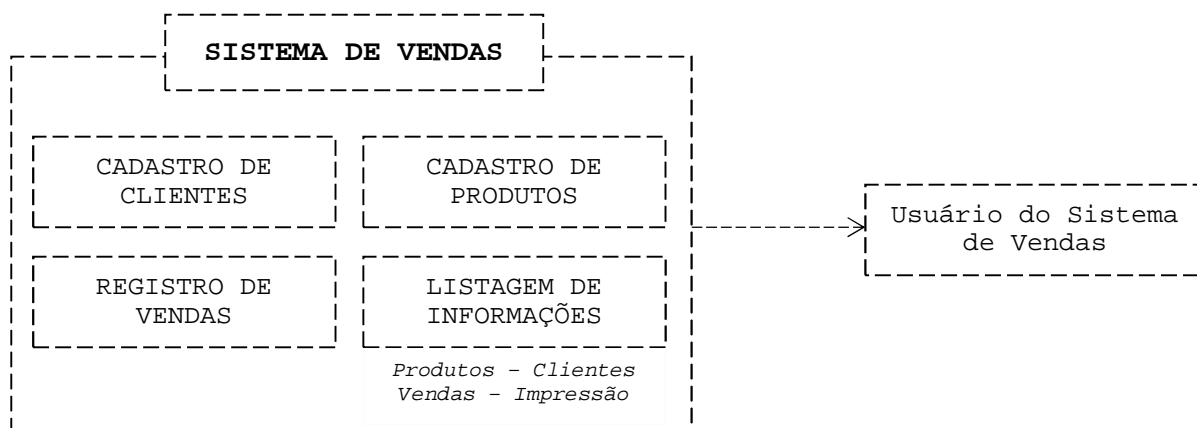 SISTEMA DE VENDAS
CADASTRO DE
CLIENTES
CADASTRO DE
PRODUTOS
REGISTRO DE
VENDAS
LISTAGEM DE
INFORMAÇÕES
Produtos – Clientes
Vendas – Impressão
Usuário do Sistema
de Vendas